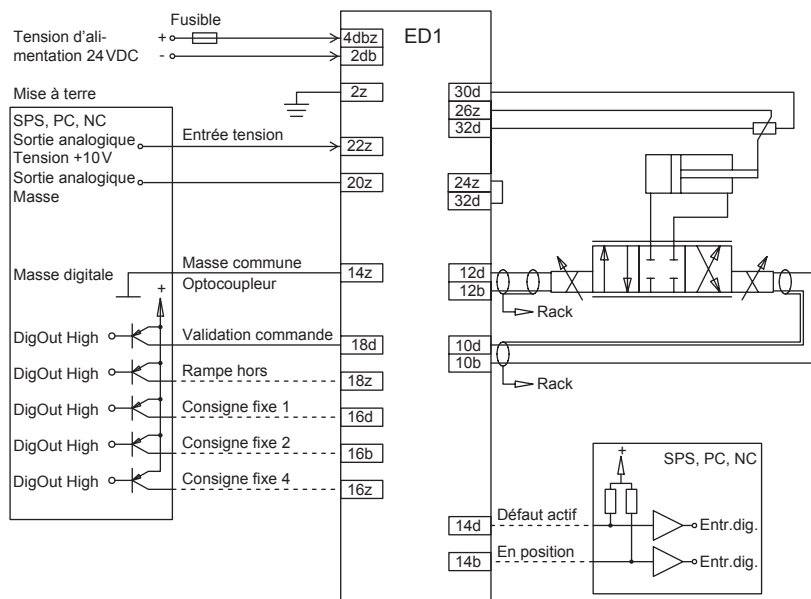 Fusible
Tension d'ali-
mentation 24 VDC
+
-
4dbz
2db
ED1
Mise à terre
2z
SPS, PC, NC
Sortie analogique
Tension +10 V
Entrée tension
22z
Sortie analogique
Masse
20z
Masse digitale
Masse commune
Optocoupleur
14z
+
DigOut High
Validation commande
18d
DigOut High
Rampe hors
18z
DigOut High
Consigne fixe 1
16d
DigOut High
Consigne fixe 2
16b
DigOut High
Consigne fixe 4
16z
30d
26z
32d
24z
32d
12d
12b
Rack
10d
10b
Rack
+
SPS, PC, NC
14d
Défaut actif
Entr.dig.
14b
En position
Entr.dig.